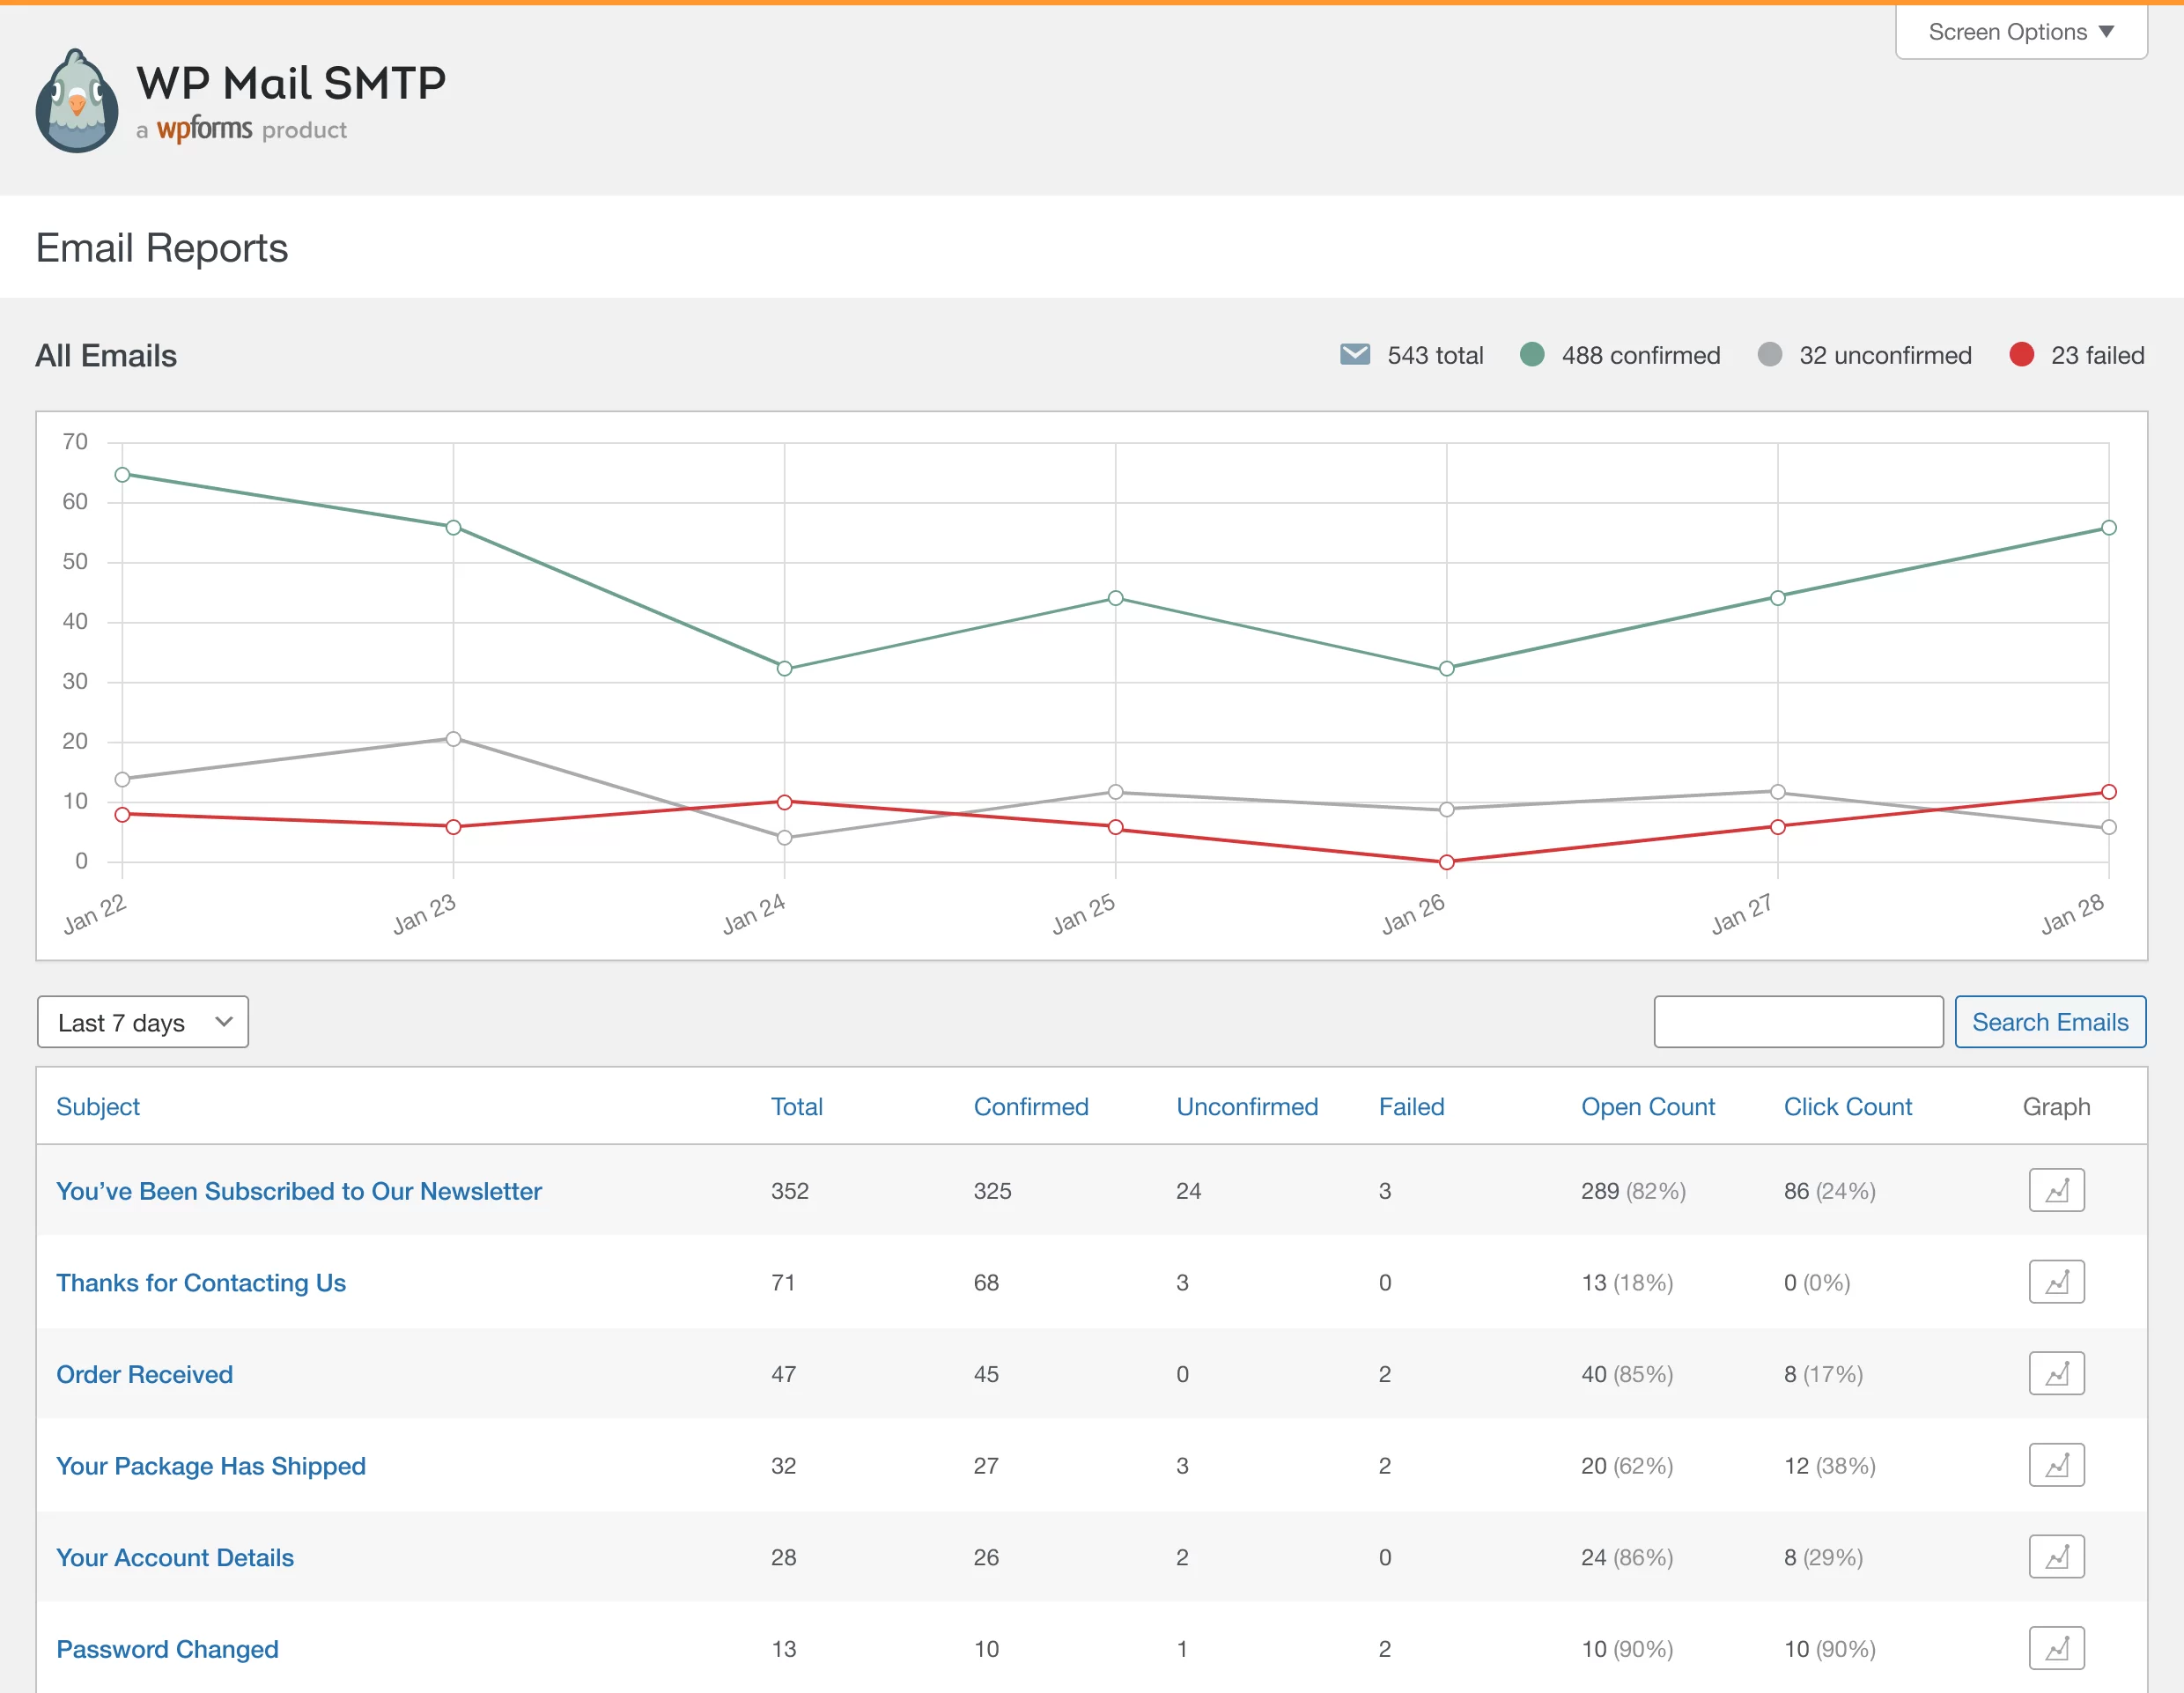 Screen Options ▼
WP Mail SMTP
a wpforms product
Email Reports
All Emails
543 total 488 confirmed 32 unconfirmed 23 failed
70
60
50
40
30
20
10
0
Jan 22 Jan 23 Jan 24 Jan 25 Jan 26 Jan 27 Jan 28
Last 7 days Search Emails
Subject Total Confirmed Unconfirmed Failed Open Count Click Count Graph
You’ve Been Subscribed to Our Newsletter 352 325 24 3 289 (82%) 86 (24%)
Thanks for Contacting Us 71 68 3 0 13 (18%) 0 (0%)
Order Received 47 45 0 2 40 (85%) 8 (17%)
Your Package Has Shipped 32 27 3 2 20 (62%) 12 (38%)
Your Account Details 28 26 2 0 24 (86%) 8 (29%)
Password Changed 13 10 1 2 10 (90%) 10 (90%)